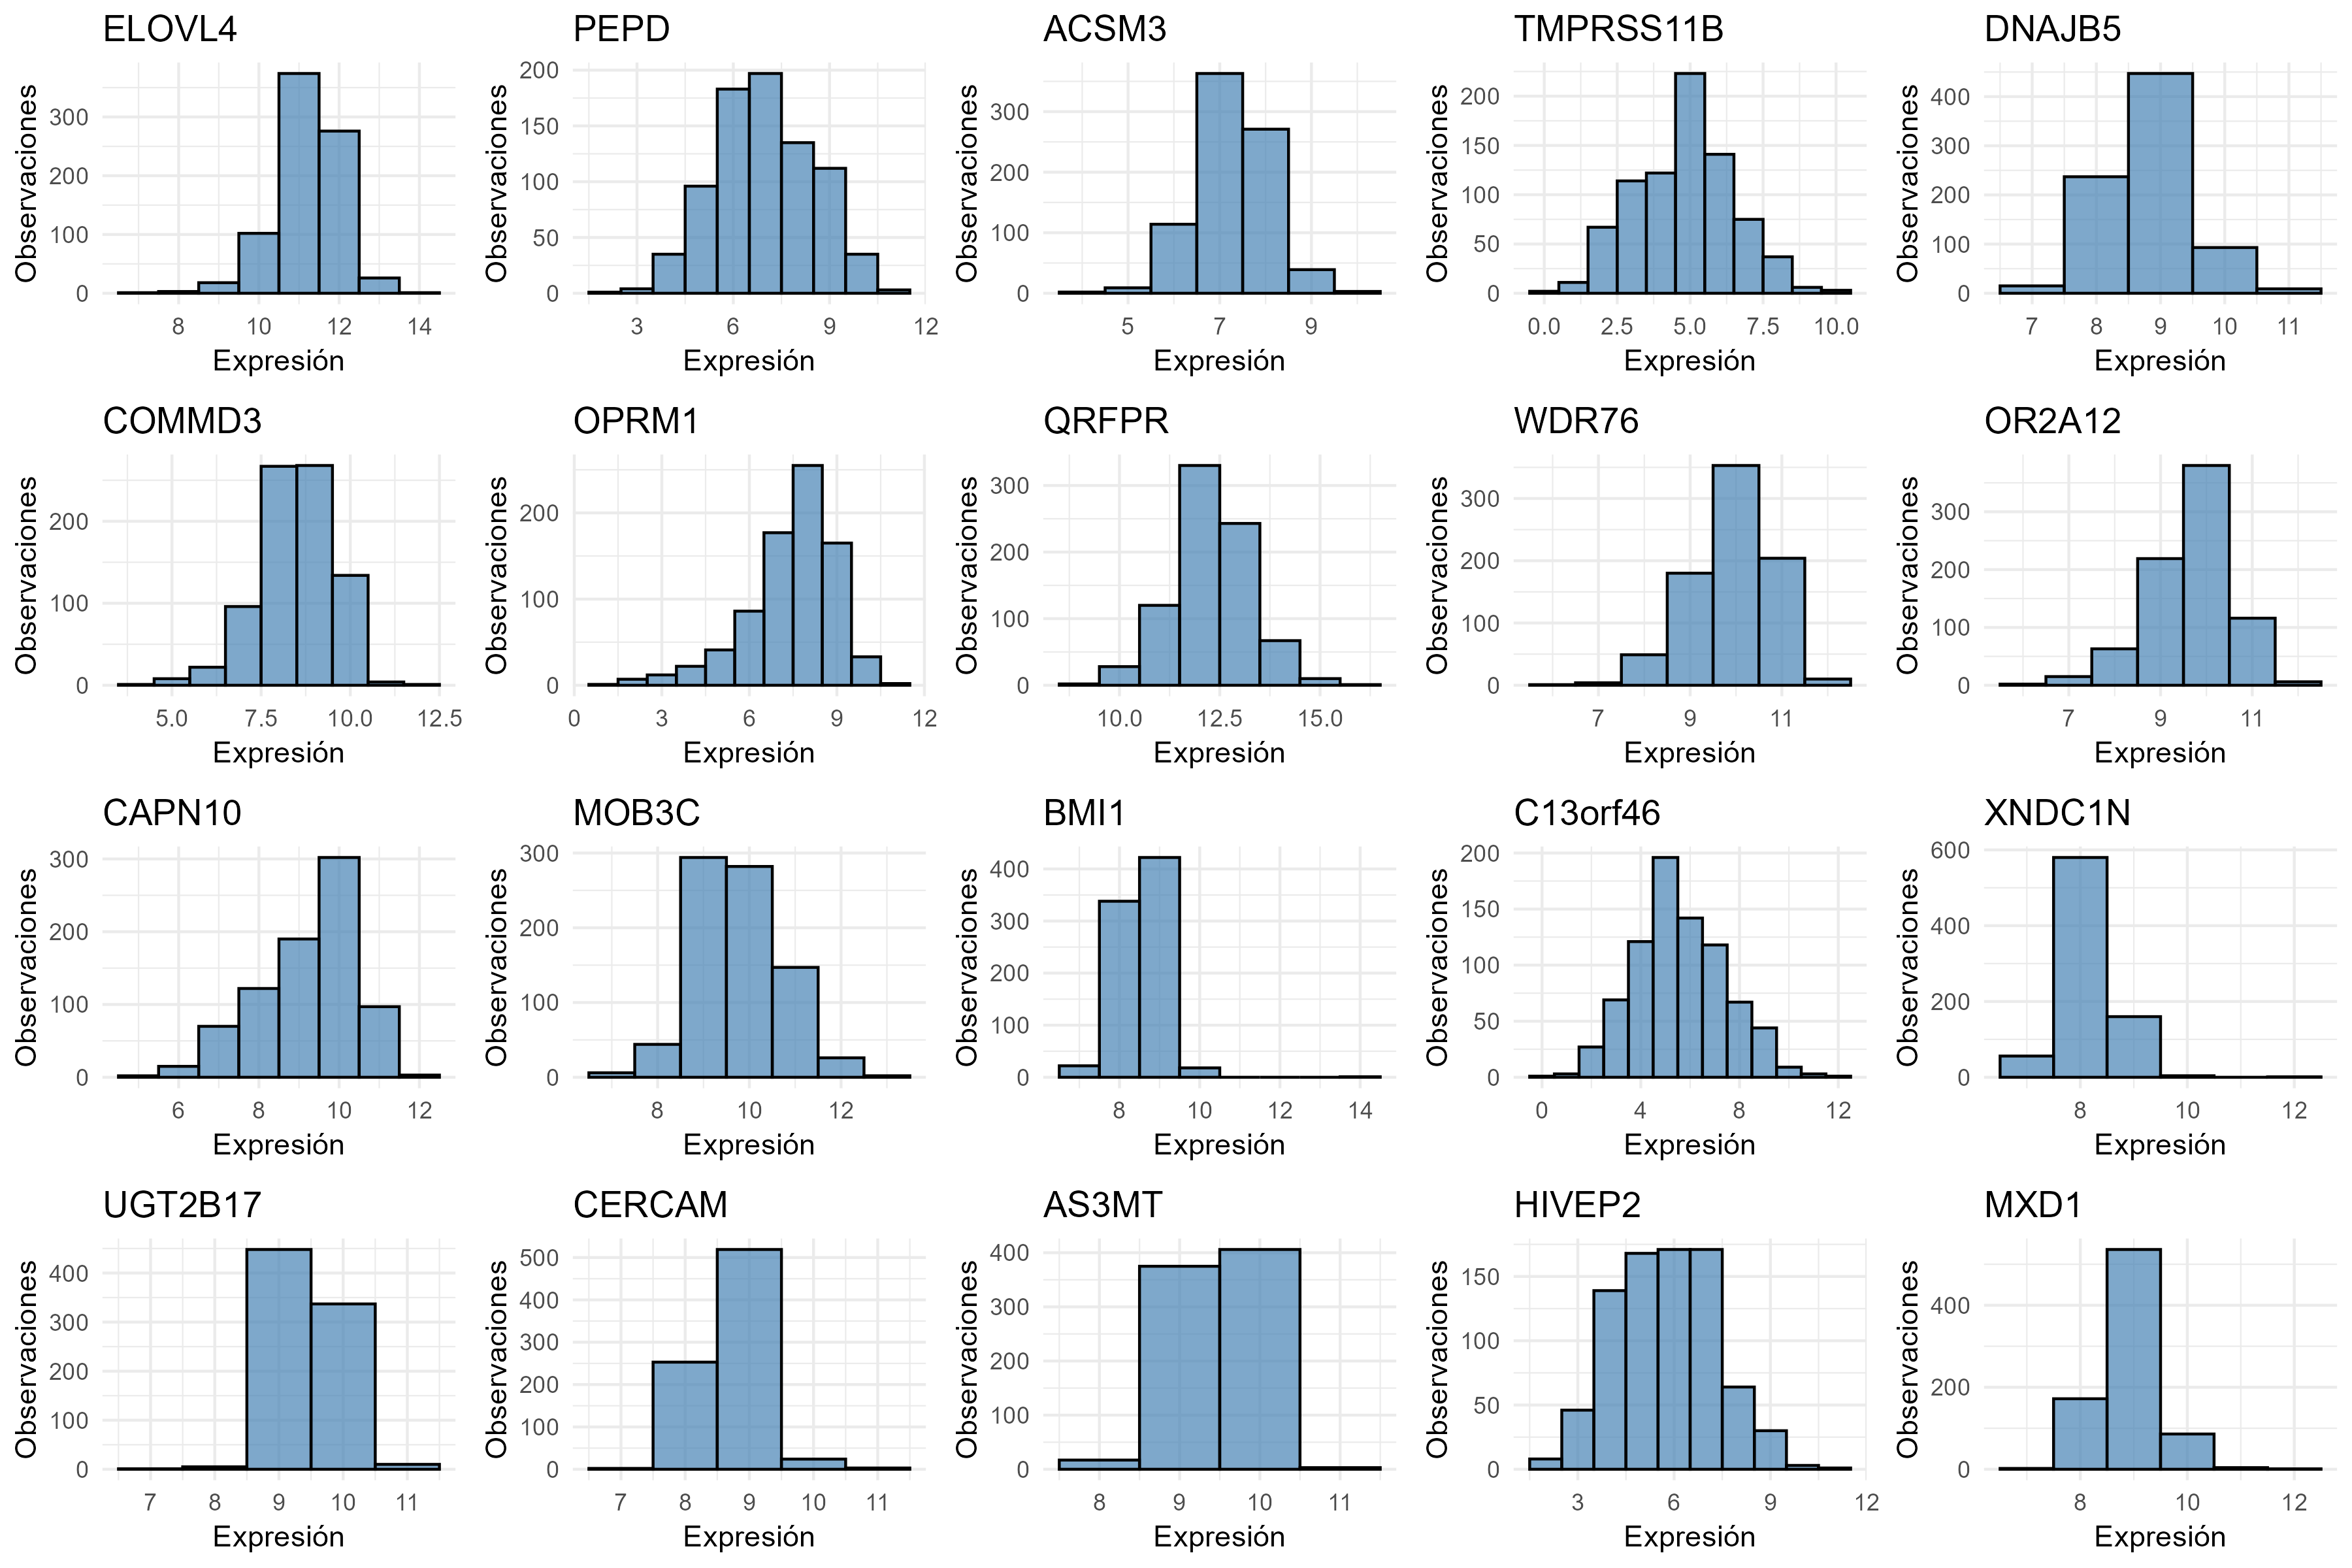 ELOVL4 PEPD ACSM3 TMPRSS11B DNAJB5
Observaciones Observaciones Observaciones Observaciones Observaciones
300 200 100 0
200 150 100 50 0
300 200 100 0
200 150 100 50 0
400 300 200 100 0
8 10 12 14 3 6 9 12 5 7 9 0.0 2.5 5.0 7.5 10.0 7 8 9 10 11
Expresión Expresión Expresión Expresión Expresión
COMMD3 OPRM1 QRFPR WDR76 OR2A12
Observaciones Observaciones Observaciones Observaciones Observaciones
200 100 0
200 100 0
300 200 100 0
300 200 100 0
300 200 100 0
5.0 7.5 10.0 12.5 0 3 6 9 12 10.0 12.5 15.0 7 9 11 7 9 11
Expresión Expresión Expresión Expresión Expresión
CAPN10 MOB3C BMI1 C13orf46 XNDC1N
Observaciones Observaciones Observaciones Observaciones Observaciones
300 200 100 0
300 200 100 0
400 300 200 100 0
200 150 100 50 0
600 400 200 0
6 8 10 12 8 10 12 8 10 12 14 0 4 8 12 8 10 12
Expresión Expresión Expresión Expresión Expresión
UGT2B17 CERCAM AS3MT HIVEP2 MXD1
Observaciones Observaciones Observaciones Observaciones Observaciones
400 300 200 100 0
500 400 300 200 100 0
400 300 200 100 0
150 100 50 0
400 200 0
7 8 9 10 11 7 8 9 10 11 8 9 10 11 3 6 9 12 8 10 12
Expresión Expresión Expresión Expresión Expresión